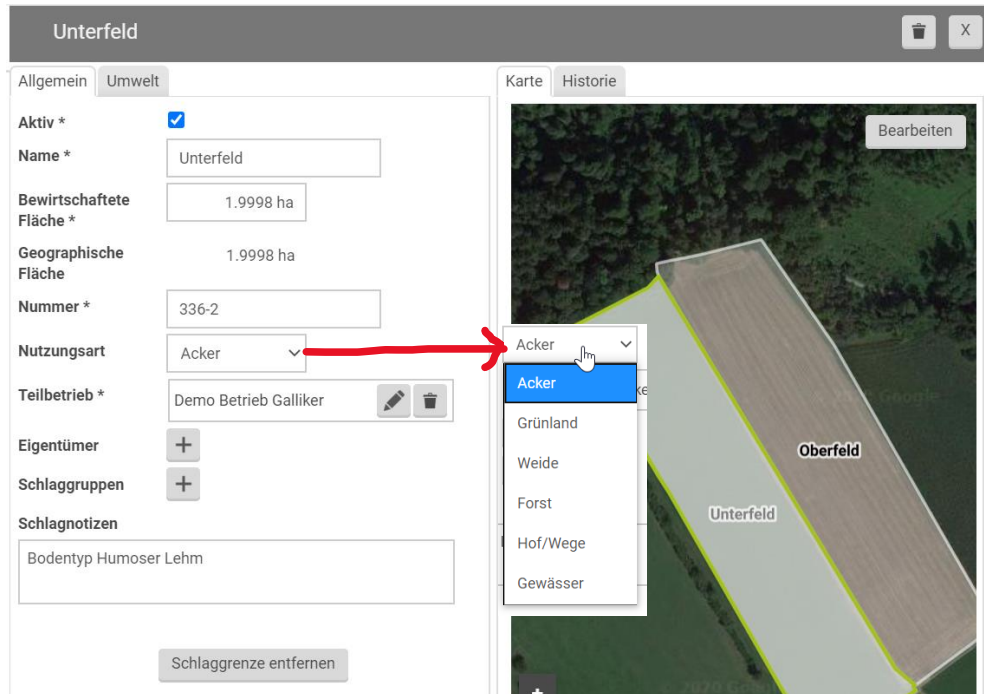 Unterfeld
X
Allgemein Umwelt
Karte Historie
Aktiv *
Name * Unterfeld
Bewirtschaftete
Fläche *
1.9998 ha
Geographische
Fläche
1.9998 ha
Nummer * 336-2
Nutzungsart Acker
Teilbetrieb * Demo Betrieb Galliker
Eigentümer +
Schlaggruppen +
Schlagnotizen
Bodentyp Humoser Lehm
Schlaggrenze entfernen
Bearbeiten
Acker
Acker
Grünland
Weide
Forst
Hof/Wege
Gewässer
Oberfeld
Unterfeld
+